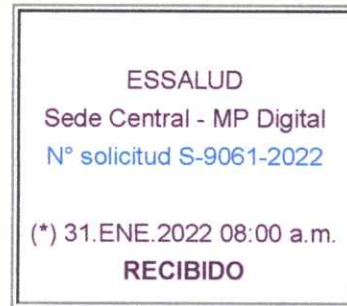 ESSALUD
Sede Central - MP Digital
N° solicitud S-9061-2022
(*) 31.ENE.2022 08:00 a.m.
RECIBIDO